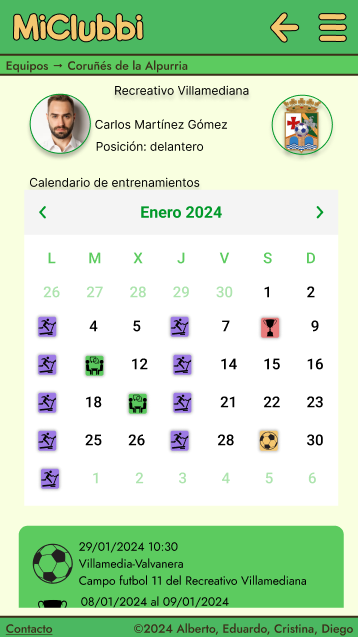 MiClubbi
Equipos → Coruñés de la Alpurria
Recreativo Villamediana
Carlos Martínez Gómez
Posición: delantero
Calendario de entrenamientos
Enero 2024
L M X J V S D
26 27 28 29 30 1 2
4 5 7 9
12 14 15 16
18 21 22 23
25 26 28 30
1 2 3 4 5 6
29/01/2024 10:30
Villamedia-Valvanera
Campo futbol 11 del Recreativo Villamediana
08/01/2024 al 09/01/2024
Contacto ©2024 Alberto, Eduardo, Cristina, Diego